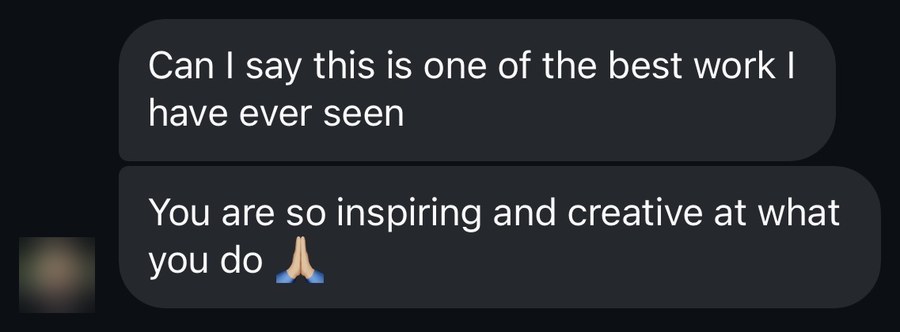 Can I say this is one of the best work I
have ever seen
You are so inspiring and creative at what
you do 🙏🏼